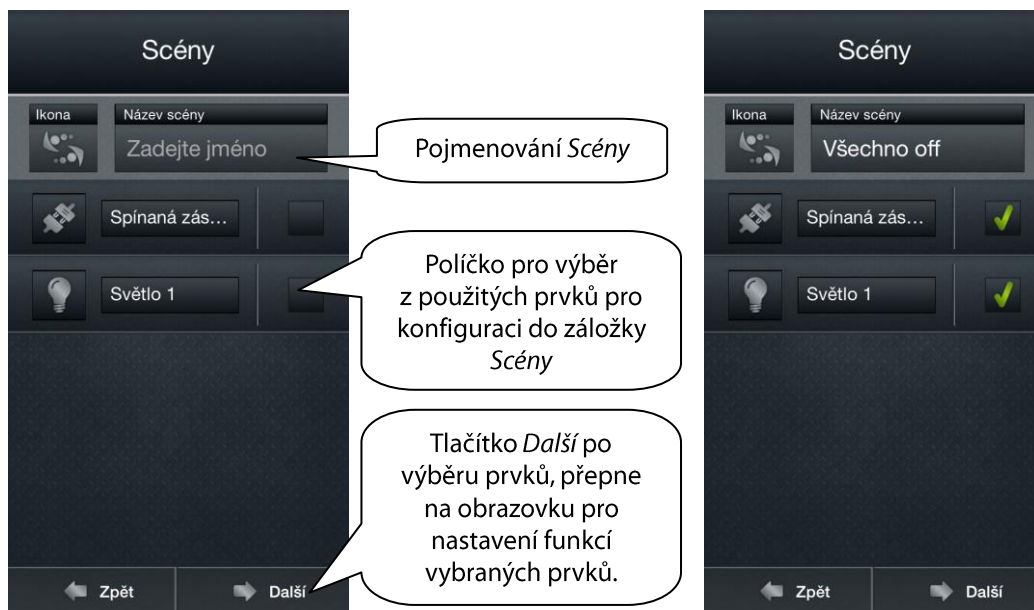 Scény
Ikona
Název scény
Zadejte jméno
Spínaná zás...
Světlo 1
Zpět
Další
Pojmenování Scény
Políčko pro výběr
z použitých prvků pro
konfiguraci do záložky
Scény
Tlačítko Další po
výběru prvků, přepne
na obrazovku pro
nastavení funkcí
vybraných prvků.
Scény
Ikona
Název scény
Všechno off
Spínaná zás...
Světlo 1
Zpět
Další